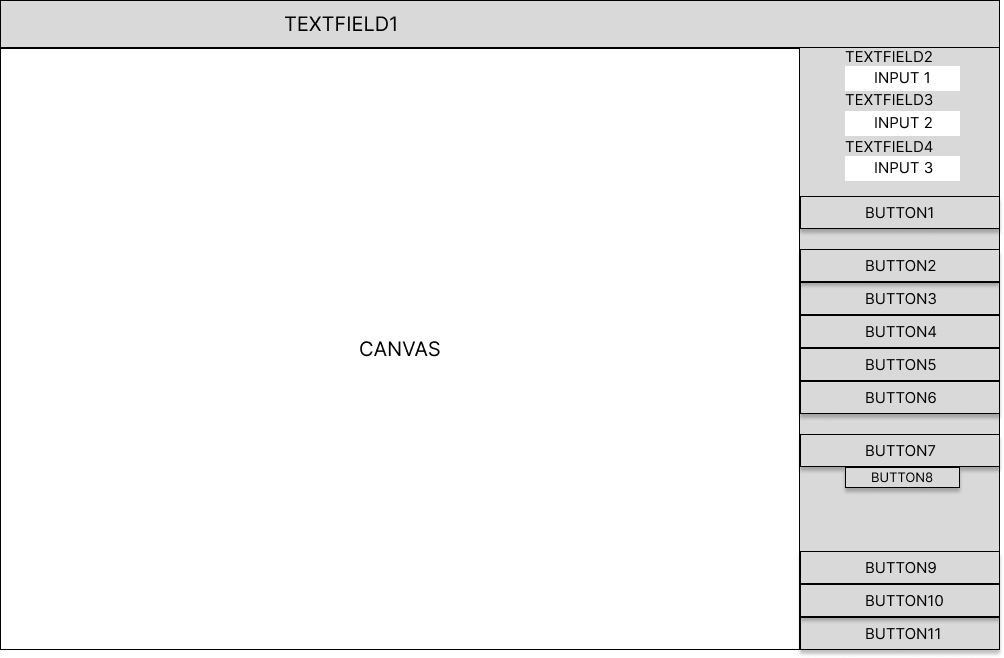 TEXTFIELD1
TEXTFIELD2
INPUT 1
TEXTFIELD3
INPUT 2
TEXTFIELD4
INPUT 3
BUTTON1
BUTTON2
BUTTON3
BUTTON4
BUTTON5
BUTTON6
BUTTON7
BUTTON8
BUTTON9
BUTTON10
BUTTON11
CANVAS